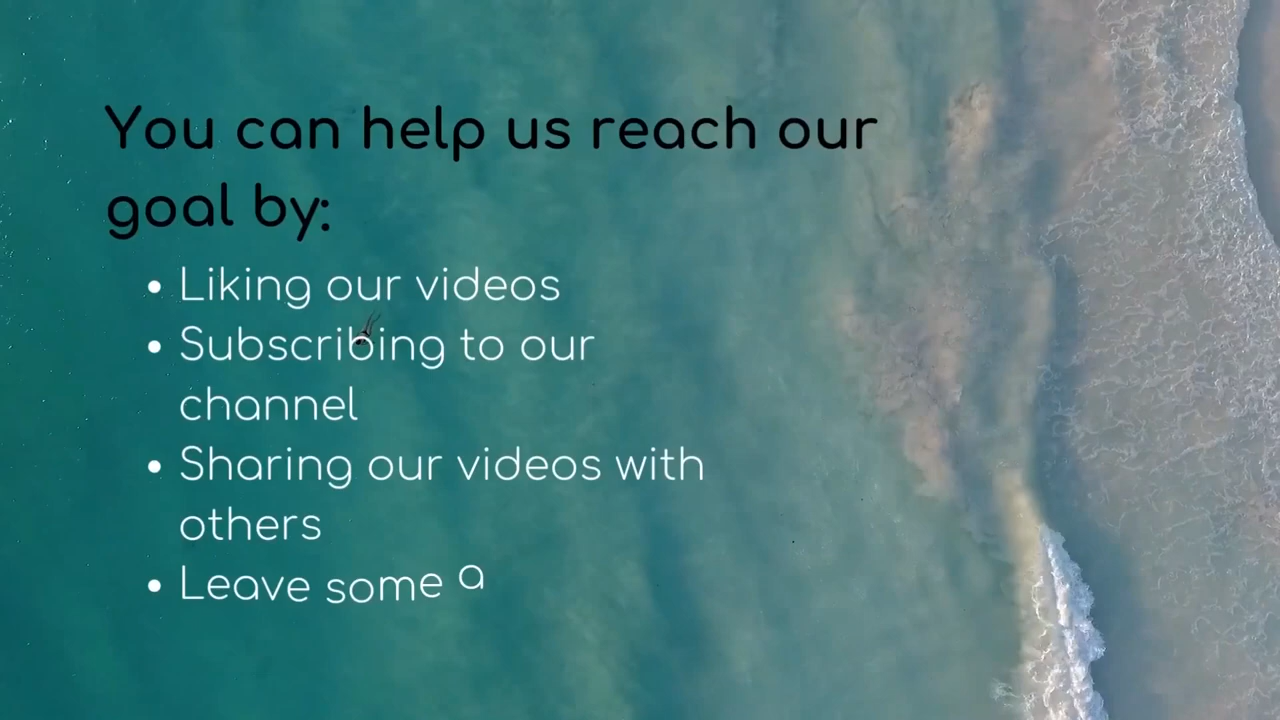 You can help us reach our
goal by:
• Liking our videos
• Subscribing to our
channel
• Sharing our videos with
others
• Leave some a